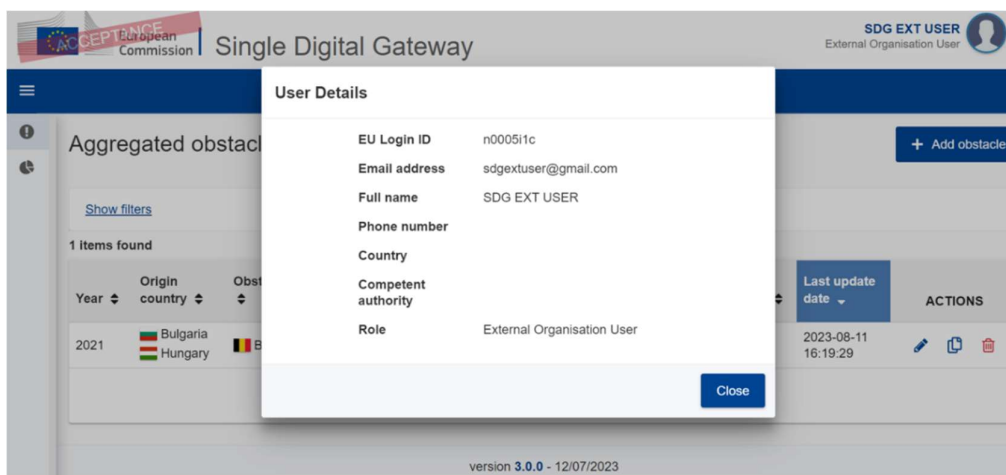 ACCEPTANCE
European
Commission
Single Digital Gateway
SDG EXT USER
External Organisation User
User Details
EU Login ID n0005i1c
Email address sdgextuser@gmail.com
Full name SDG EXT USER
Phone number
Country
Competent
authority
Role External Organisation User
Close
Aggregated obstacl
+ Add obstacle
Show filters
1 items found
Year
Origin
country
Obst
Last update
date
ACTIONS
2021
Bulgaria
Hungary
B
2023-08-11
16:19:29
version 3.0.0 - 12/07/2023